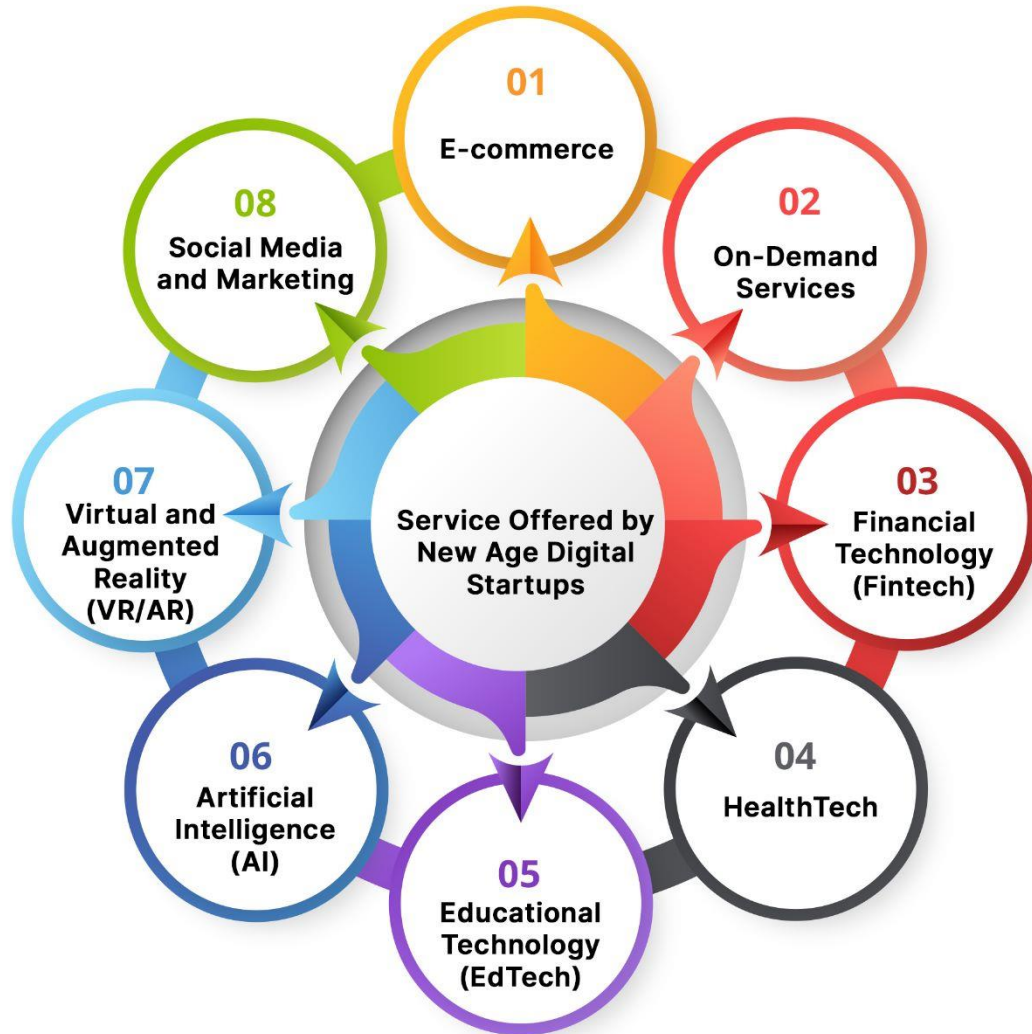 Service Offered by
New Age Digital
Startups
01
E-commerce
02
On-Demand
Services
03
Financial
Technology
(Fintech)
04
HealthTech
05
Educational
Technology
(EdTech)
06
Artificial
Intelligence
(AI)
07
Virtual and
Augmented
Reality
(VR/AR)
08
Social Media
and Marketing